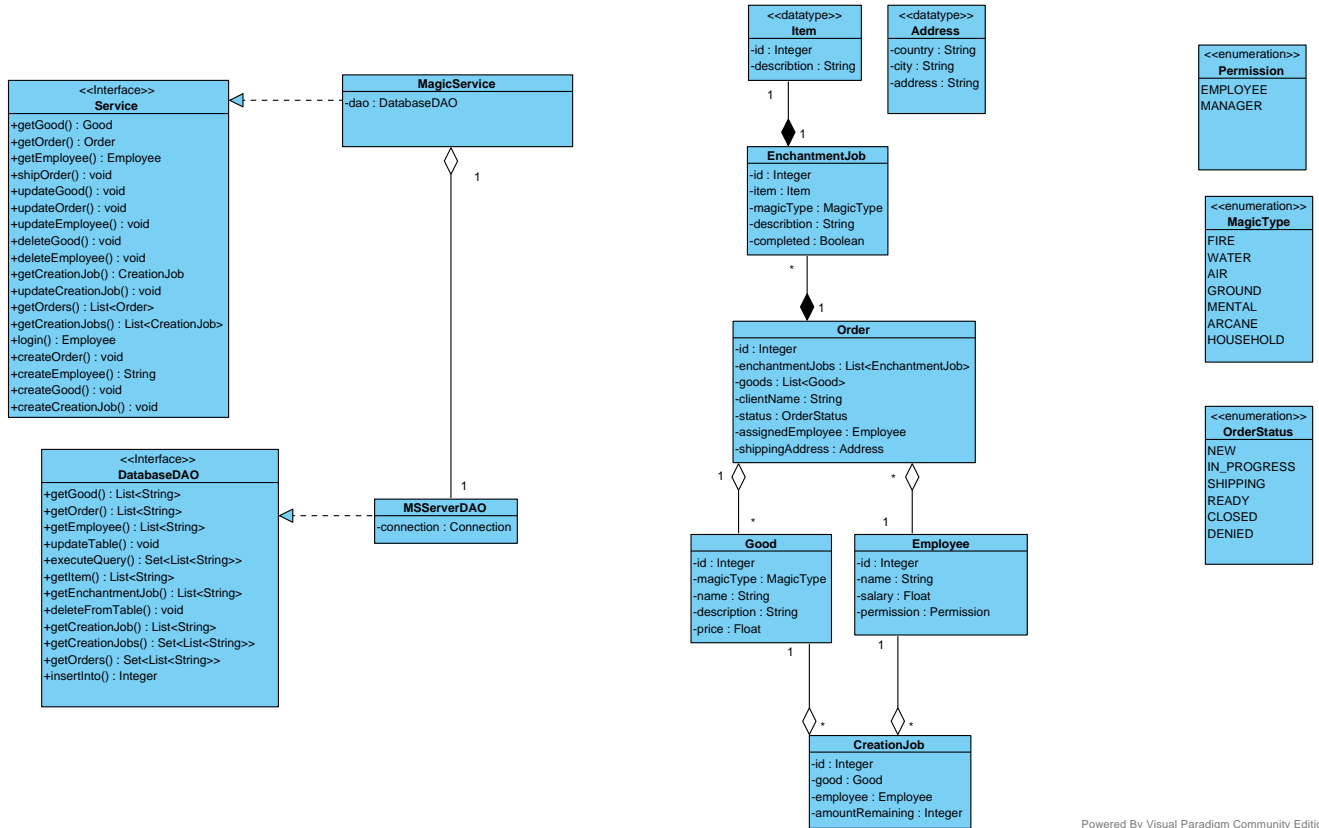 <<Interface>>
Service
+getGood() : Good
+getOrder() : Order
+getEmployee() : Employee
+shipOrder() : void
+updateGood() : void
+updateOrder() : void
+updateEmployee() : void
+deleteGood() : void
+deleteEmployee() : void
+getCreationJob() : CreationJob
+updateCreationJob() : void
+getOrders() : List<Order>
+getCreationJobs() : List<CreationJob>
+login() : Employee
+createOrder() : void
+createEmployee() : String
+createGood() : void
+createCreationJob() : void
MagicService
-dao : DatabaseDAO
1
1
<<Interface>>
DatabaseDAO
+getGood() : List<String>
+getOrder() : List<String>
+getEmployee() : List<String>
+updateTable() : void
+executeQuery() : Set<List<String>>
+getItem() : List<String>
+getEnchantmentJob() : List<String>
+deleteFromTable() : void
+getCreationJob() : List<String>
+getCreationJobs() : Set<List<String>>
+getOrders() : Set<List<String>>
+insertInto() : Integer
MSServerDAO
-connection : Connection
<<datatype>>
Item
-id : Integer
-describtion : String
<<datatype>>
Address
-country : String
-city : String
-address : String
1
1
EnchantmentJob
-id : Integer
-item : Item
-magicType : MagicType
-describtion : String
-completed : Boolean
*
1
Order
-id : Integer
-enchantmentJobs : List<EnchantmentJob>
-goods : List<Good>
-clientName : String
-status : OrderStatus
-assignedEmployee : Employee
-shippingAddress : Address
1
*
*
1
Good
-id : Integer
-magicType : MagicType
-name : String
-description : String
-price : Float
Employee
-id : Integer
-name : String
-salary : Float
-permission : Permission
1
1
*
*
CreationJob
-id : Integer
-good : Good
-employee : Employee
-amountRemaining : Integer
<<enumeration>>
Permission
EMPLOYEE
MANAGER
<<enumeration>>
MagicType
FIRE
WATER
AIR
GROUND
MENTAL
ARCANE
HOUSEHOLD
<<enumeration>>
OrderStatus
NEW
IN_PROGRESS
SHIPPING
READY
CLOSED
DENIED
Powered By Visual Paradigm Community Editio